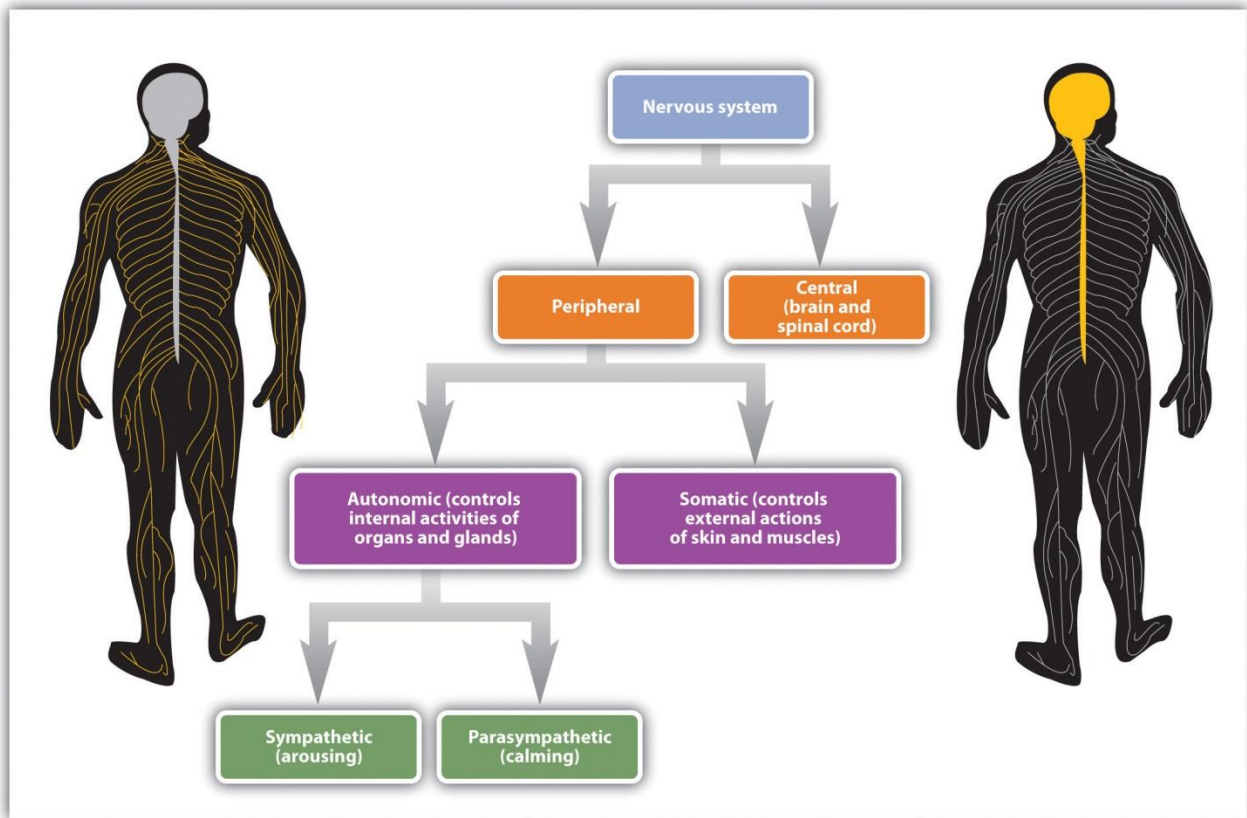 Nervous system
Peripheral
Central
(brain and
spinal cord)
Autonomic (controls
internal activities of
organs and glands)
Somatic (controls
external actions
of skin and muscles)
Sympathetic
(arousing)
Parasympathetic
(calming)